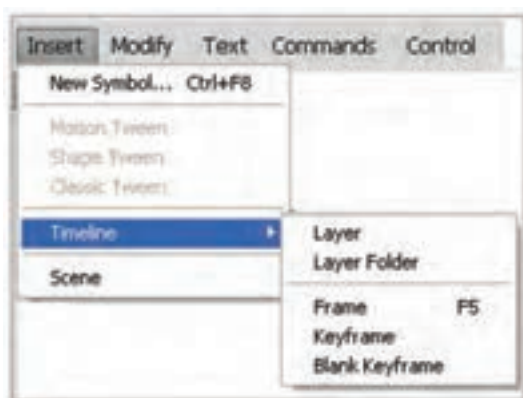 Insert Modify Text Commands Control
New Symbol... Ctrl+F8
Motion Tween
Shape Tween
Classic Tween
Timeline
Scene
Layer
Layer Folder
Frame F5
Keyframe
Blank Keyframe